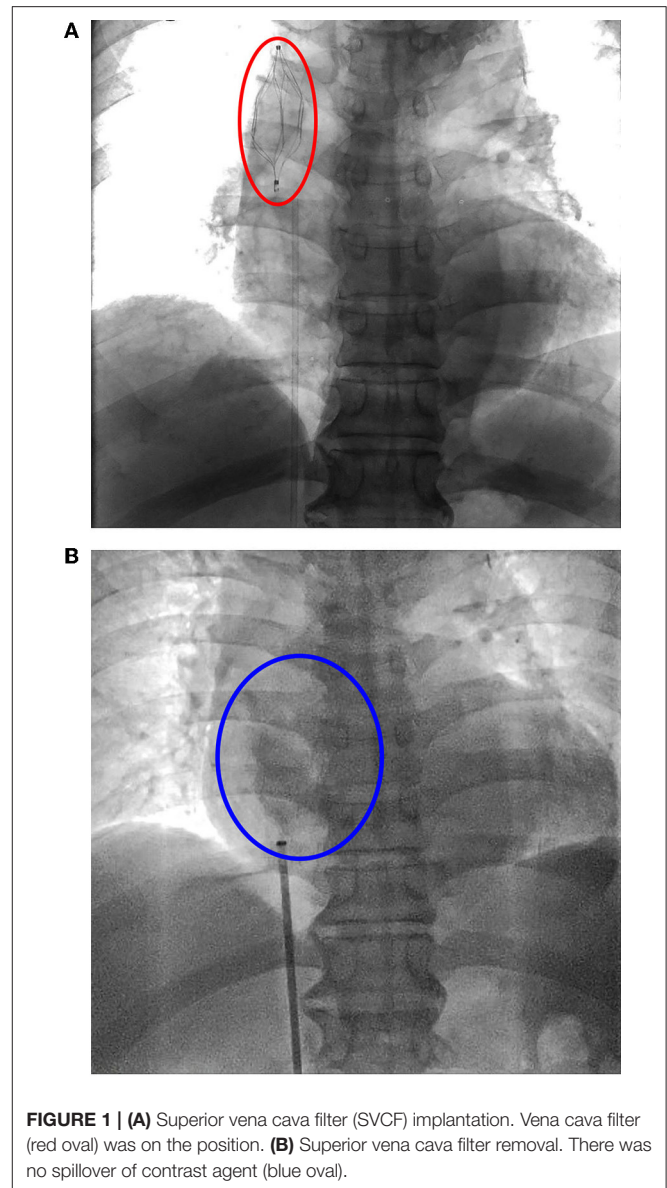 A
B
FIGURE 1 | (A) Superior vena cava filter (SVCF) implantation. Vena cava filter
(red oval) was on the position. (B) Superior vena cava filter removal. There was
no spillover of contrast agent (blue oval).